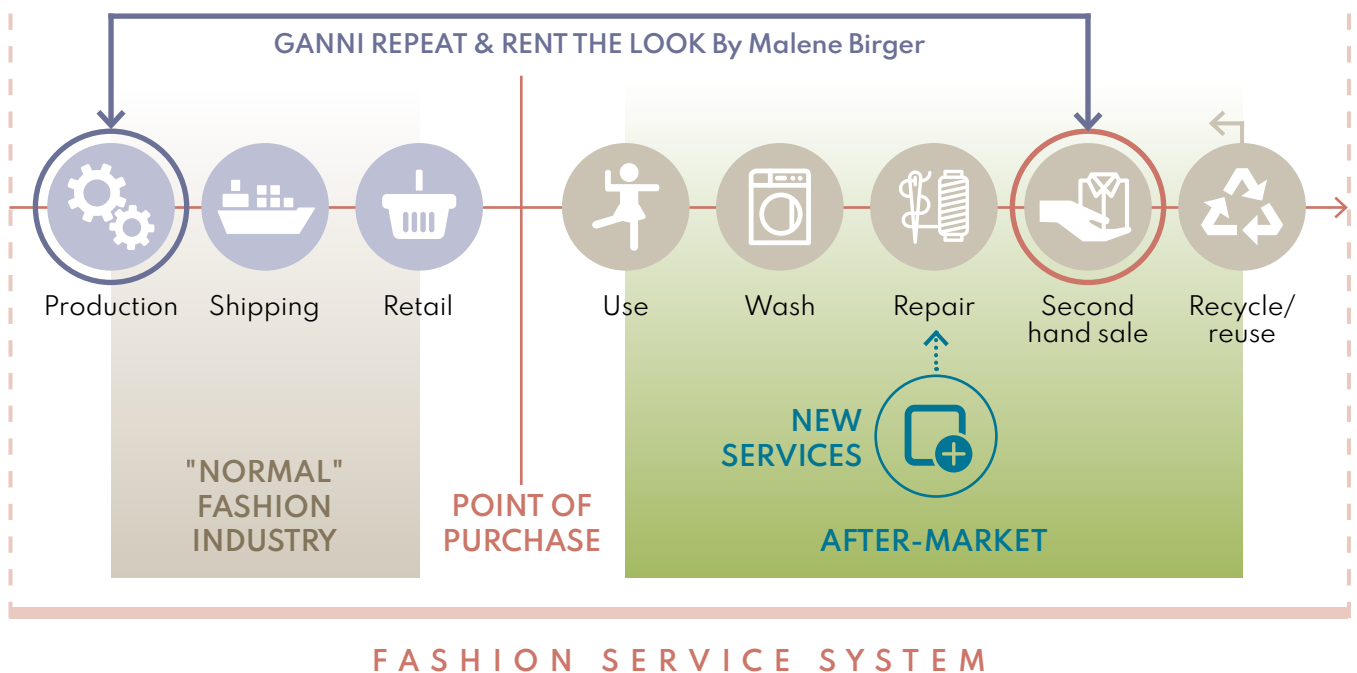 GANNI REPEAT & RENT THE LOOK By Malene Birger
Production
Shipping
Retail
Use
Wash
Repair
Second
hand sale
Recycle/
reuse
NEW
SERVICES
"NORMAL"
FASHION
INDUSTRY
POINT OF
PURCHASE
AFTER-MARKET
FASHION SERVICE SYSTEM